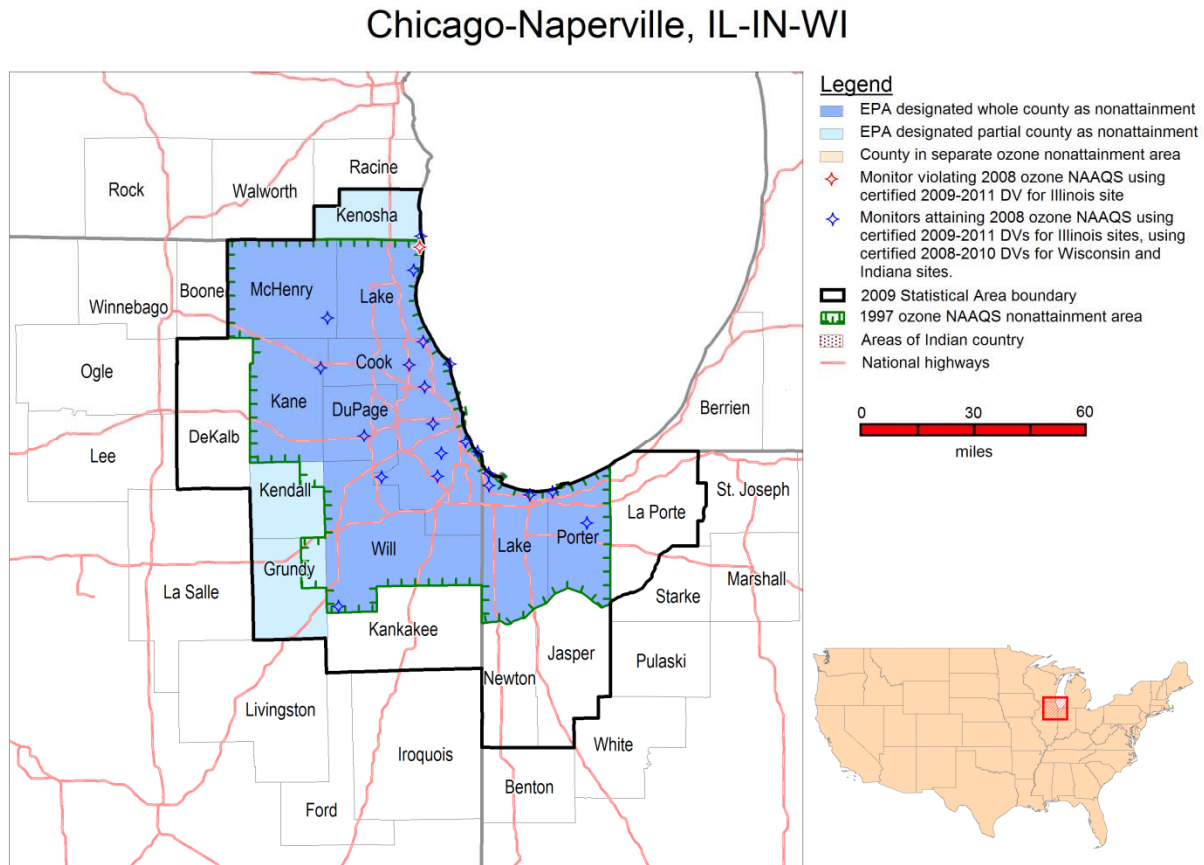 Chicago-Naperville, IL-IN-WI
Legend
EPA designated whole county as nonattainment
EPA designated partial county as nonattainment
County in separate ozone nonattainment area
Monitor violating 2008 ozone NAAQS using
certified 2009-2011 DV for Illinois site
Monitors attaining 2008 ozone NAAQS using
certified 2009-2011 DVs for Illinois sites, using
certified 2008-2010 DVs for Wisconsin and
Indiana sites.
2009 Statistical Area boundary
1997 ozone NAAQS nonattainment area
Areas of Indian country
National highways
0 30 60
miles
Racine
Rock
Walworth
Kenosha
Boone
McHenry
Lake
Winnebago
Cook
Ogle
Kane
DuPage
Berrien
DeKalb
Lee
Kendall
St. Joseph
La Porte
Lake
Porter
Will
Grundy
Marshall
La Salle
Starke
Kankakee
Jasper
Pulaski
Newton
Livingston
White
Iroquois
Benton
Ford